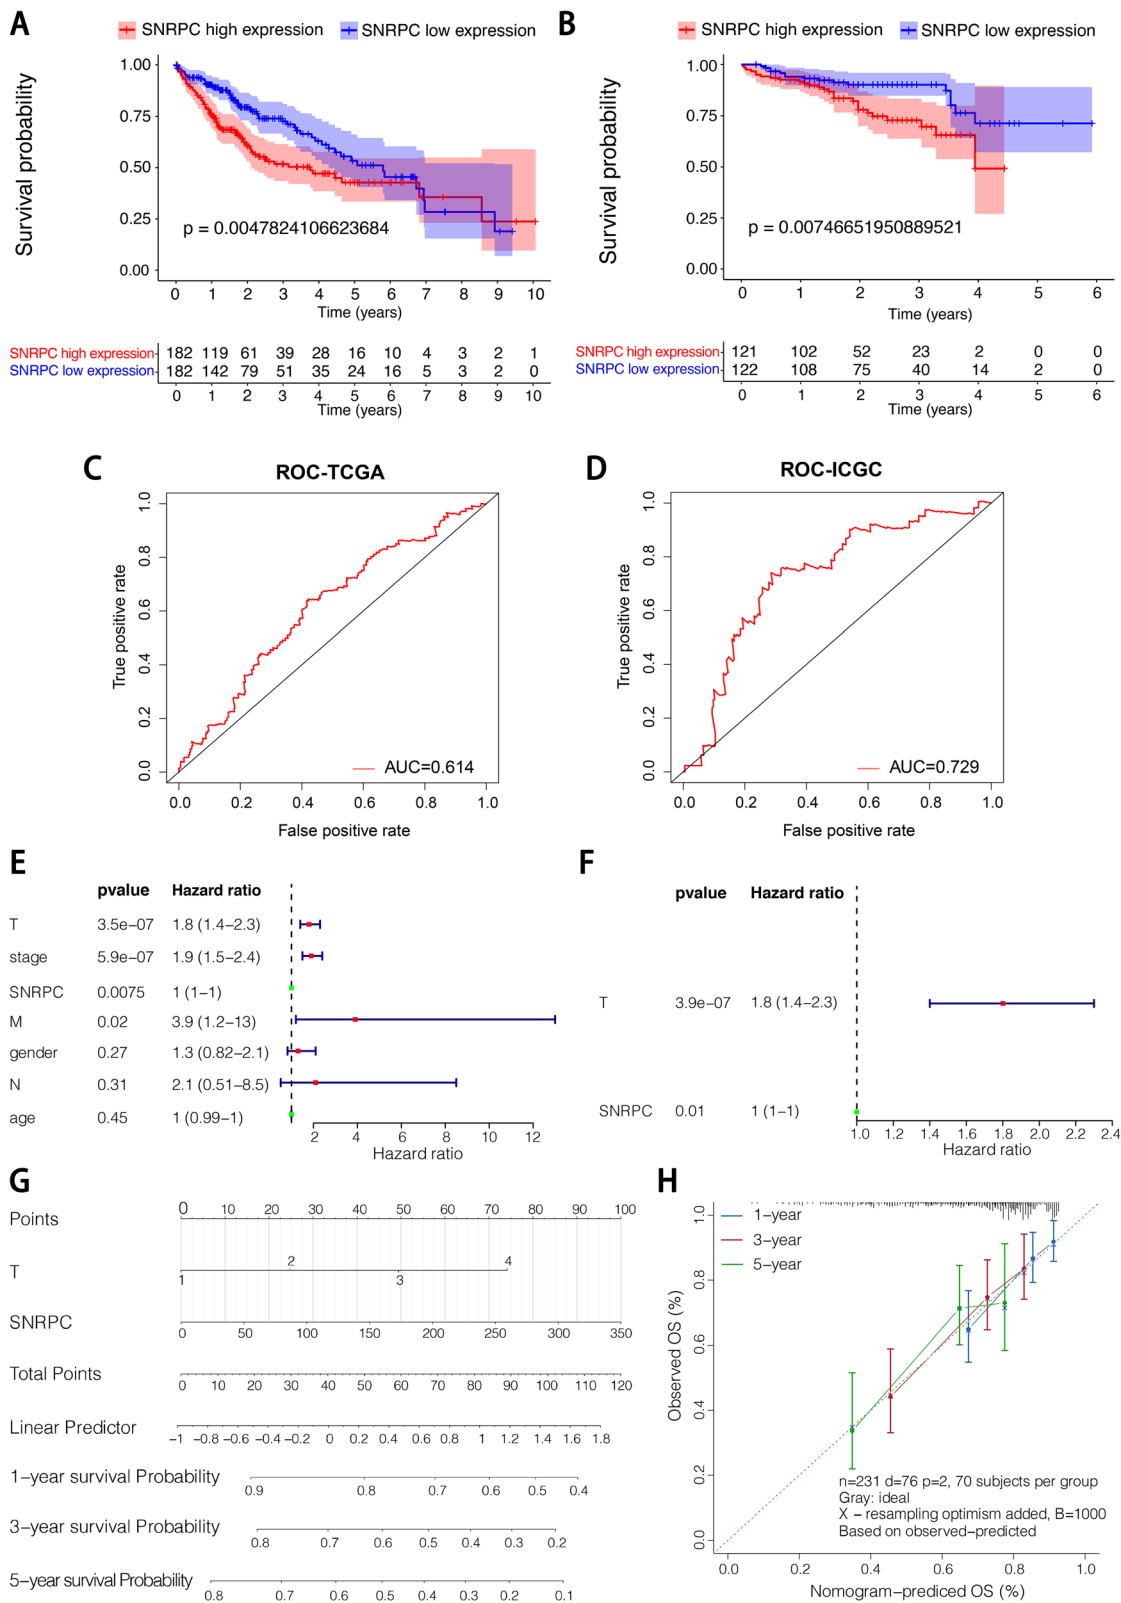 A
SNRPC high expression SNRPC low expression
Survival probability
1.00
0.75
0.50
0.25
0.00
p = 0.0047824106623684
0 1 2 3 4 5 6 7 8 9 10
Time (years)
SNRPC high expression 182 119 61 39 28 16 10 4 3 2 1
SNRPC low expression 182 142 79 51 35 24 16 5 3 2 0
0 1 2 3 4 5 6 7 8 9 10
Time (years)
B
SNRPC high expression SNRPC low expression
Survival probability
1.00
0.75
0.50
0.25
0.00
p = 0.00746651950889521
0 1 2 3 4 5 6
Time (years)
SNRPC high expression 121 102 52 23 2 0 0
SNRPC low expression 122 108 75 40 14 2 0
0 1 2 3 4 5 6
Time (years)
C
ROC-TCGA
True positive rate
1.0
0.8
0.6
0.4
0.2
0.0
AUC=0.614
0.0 0.2 0.4 0.6 0.8 1.0
False positive rate
D
ROC-ICGC
True positive rate
1.0
0.8
0.6
0.4
0.2
0.0
AUC=0.729
0.0 0.2 0.4 0.6 0.8 1.0
False positive rate
E
pvalue Hazard ratio
T 3.5e−07 1.8 (1.4−2.3)
stage 5.9e−07 1.9 (1.5−2.4)
SNRPC 0.0075 1 (1−1)
M 0.02 3.9 (1.2−13)
gender 0.27 1.3 (0.82−2.1)
N 0.31 2.1 (0.51−8.5)
age 0.45 1 (0.99−1)
2 4 6 8 10 12
Hazard ratio
F
pvalue Hazard ratio
T 3.9e−07 1.8 (1.4−2.3)
SNRPC 0.01 1 (1−1)
1.0 1.2 1.4 1.6 1.8 2.0 2.2 2.4
Hazard ratio
G
Points 0 10 20 30 40 50 60 70 80 90 100
T 1 2 3 4
SNRPC 0 50 100 150 200 250 300 350
Total Points 0 10 20 30 40 50 60 70 80 90 100 110 120
Linear Predictor −1 −0.8 −0.6 −0.4 −0.2 0 0.2 0.4 0.6 0.8 1 1.2 1.4 1.6 1.8
1−year survival Probability 0.9 0.8 0.7 0.6 0.5 0.4
3−year survival Probability 0.8 0.7 0.6 0.5 0.4 0.3 0.2
5−year survival Probability 0.8 0.7 0.6 0.5 0.4 0.3 0.2 0.1
H
1−year
3−year
5−year
Observed OS (%)
1.0
0.8
0.6
0.4
0.2
0.0
n=231 d=76 p=2, 70 subjects per group
Gray: ideal
X − resampling optimism added, B=1000
Based on observed−predicted
0.0 0.2 0.4 0.6 0.8 1.0
Nomogram−prediced OS (%)